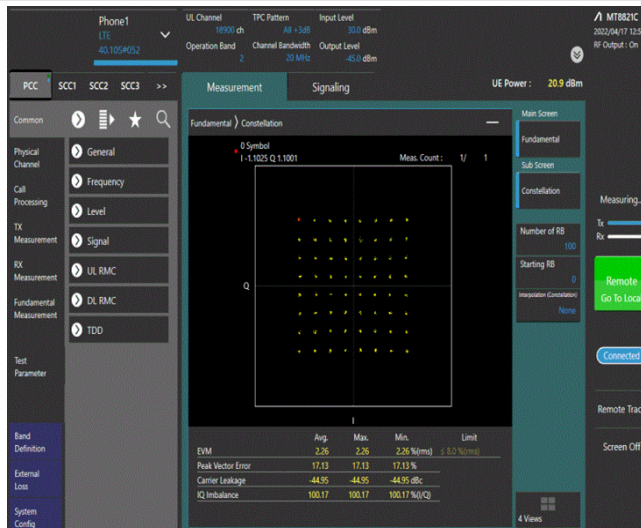 Phone1
LTE
40.105#052
UL Channel
18900 ch
TPC Pattern
All +3dB
Input Level
30.0 dBm
Operation Band
2
Channel Bandwidth
20 MHz
Output Level
-45.0 dBm
MT8821C
2022/04/17 12:5
RF Output : On
PCC
SCC1
SCC2
SCC3
>>
Measurement
Signaling
UE Power : 20.9 dBm
Common
Physical
Channel
Call
Processing
TX
Measurement
RX
Measurement
Fundamental
Measurement
Test
Parameter
Band
Definition
External
Loss
System
Config
General
Frequency
Level
Signal
UL RMC
DL RMC
TDD
Fundamental
Constellation
0 Symbol
I -1.1025 Q 1.1001
Meas. Count : 1/ 1
Q
I
Avg. Max. Min. Limit
EVM 2.26 2.26 2.26 %(rms) ≤ 8.0 %(rms)
Peak Vector Error 17.13 17.13 17.13 %
Carrier Leakage -44.95 -44.95 -44.95 dBc
IQ Imbalance 100.17 100.17 100.17 %(I/Q)
Main Screen
Fundamental
Sub Screen
Constellation
Number of RB
100
Starting RB
0
Interpolation (Constellation)
None
4 Views
Measuring..
Tx
Rx
Remote
Go To Local
Connected
Remote Trac
Screen Off